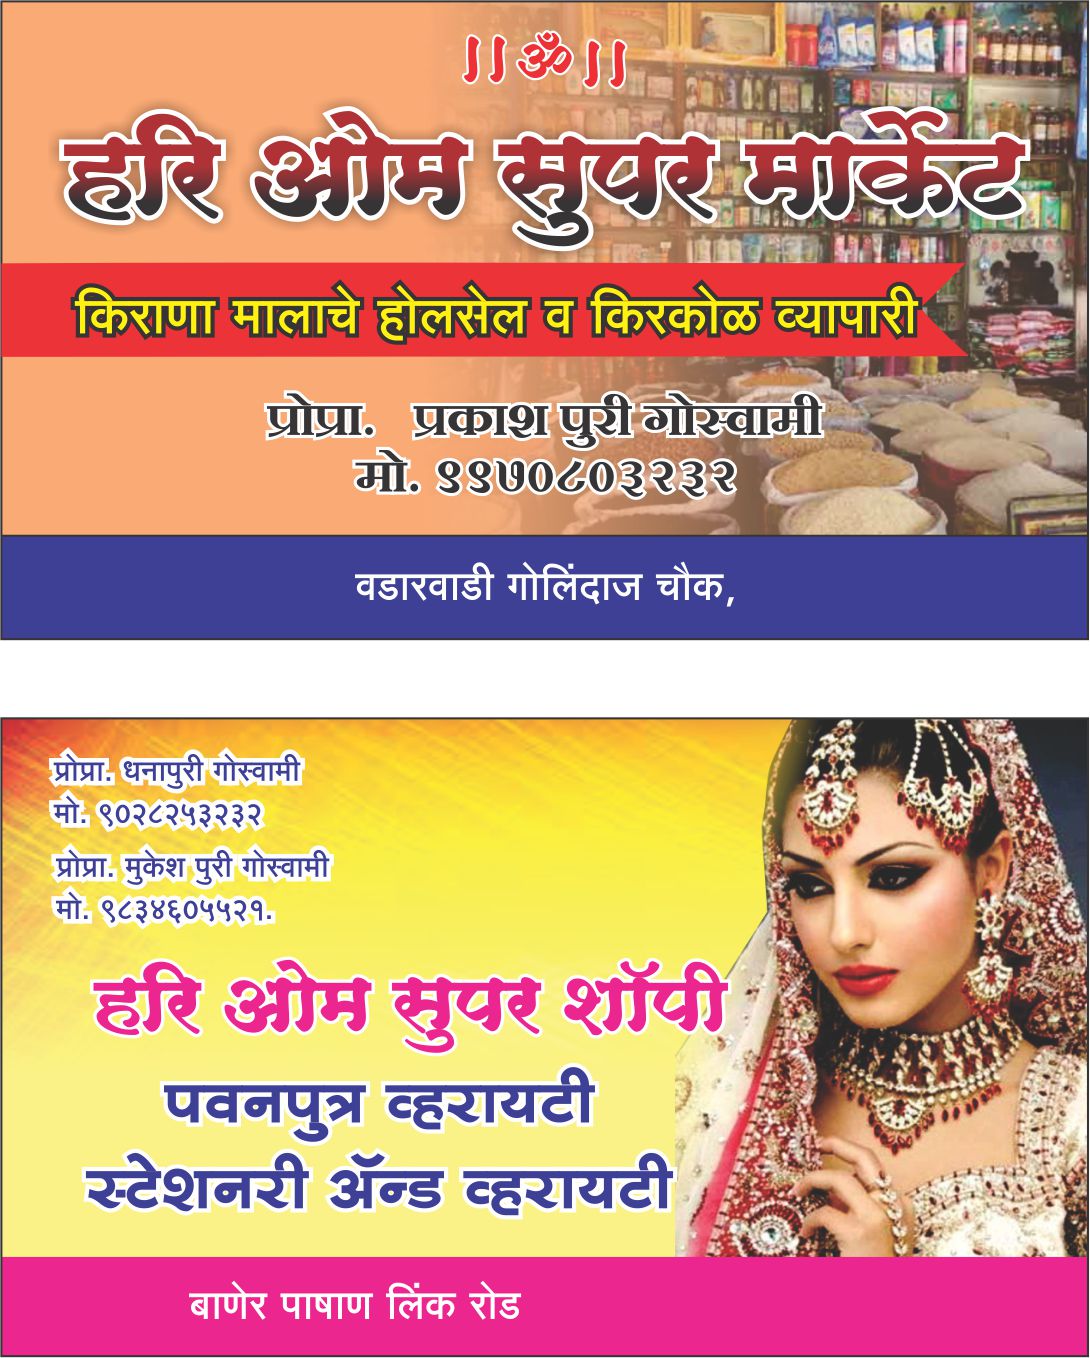 ||ॐ||
हरि ओम सुपर मार्केट
किराणा मालाचे होलसेल व किरकोळ व्यापारी
प्रोप्रा. प्रकाश पुरी गोस्वामी
मो. ९९७०८०३२३२
वडारवाडी गोलिंदाज चौक,
प्रोप्रा. धनापुरी गोस्वामी
मो. ९०२८२५३२३२
प्रोप्रा. मुकेश पुरी गोस्वामी
मो. ९८३४६०५५२१.
हरि ओम सुपर शॉपी
पवनपुत्र व्हरायटी
स्टेशनरी ॲन्ड व्हरायटी
बाणेर पाषाण लिंक रोड